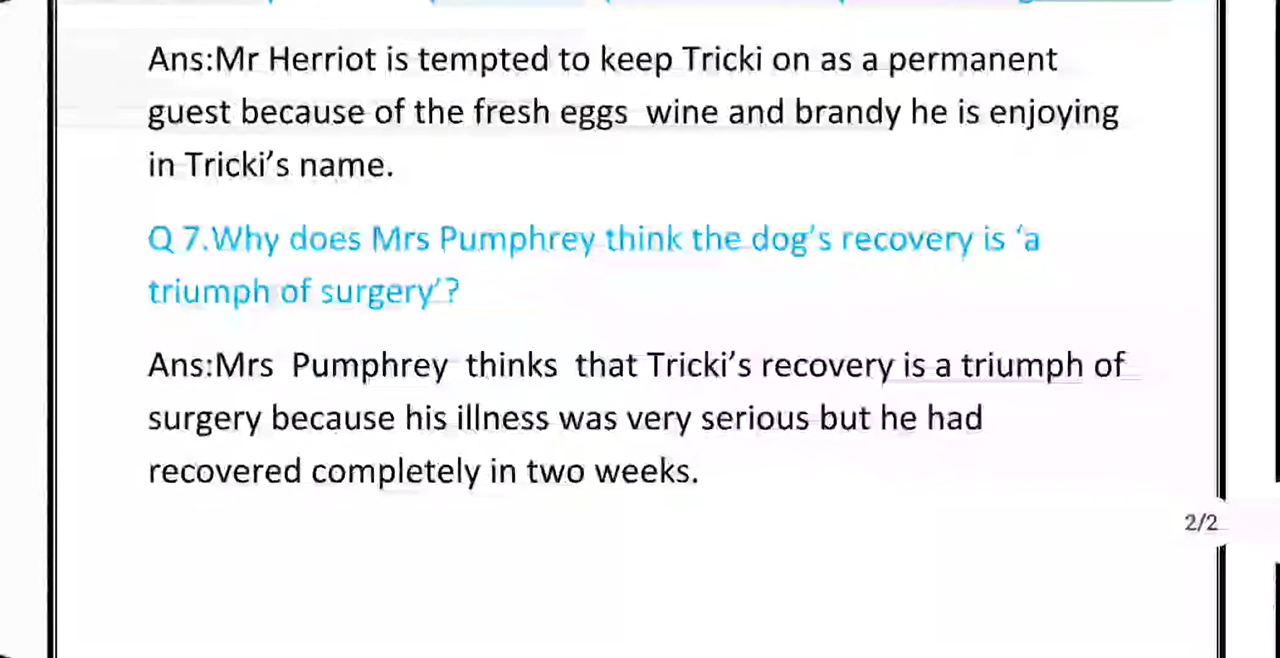 Ans:Mr Herriot is tempted to keep Tricki on as a permanent
guest because of the fresh eggs  wine and brandy he is enjoying
in Tricki’s name.
Q 7.Why does Mrs Pumphrey think the dog’s recovery is ‘a
triumph of surgery’?
Ans:Mrs  Pumphrey  thinks  that Tricki’s recovery is a triumph of
surgery because his illness was very serious but he had
recovered completely in two weeks.
2/2